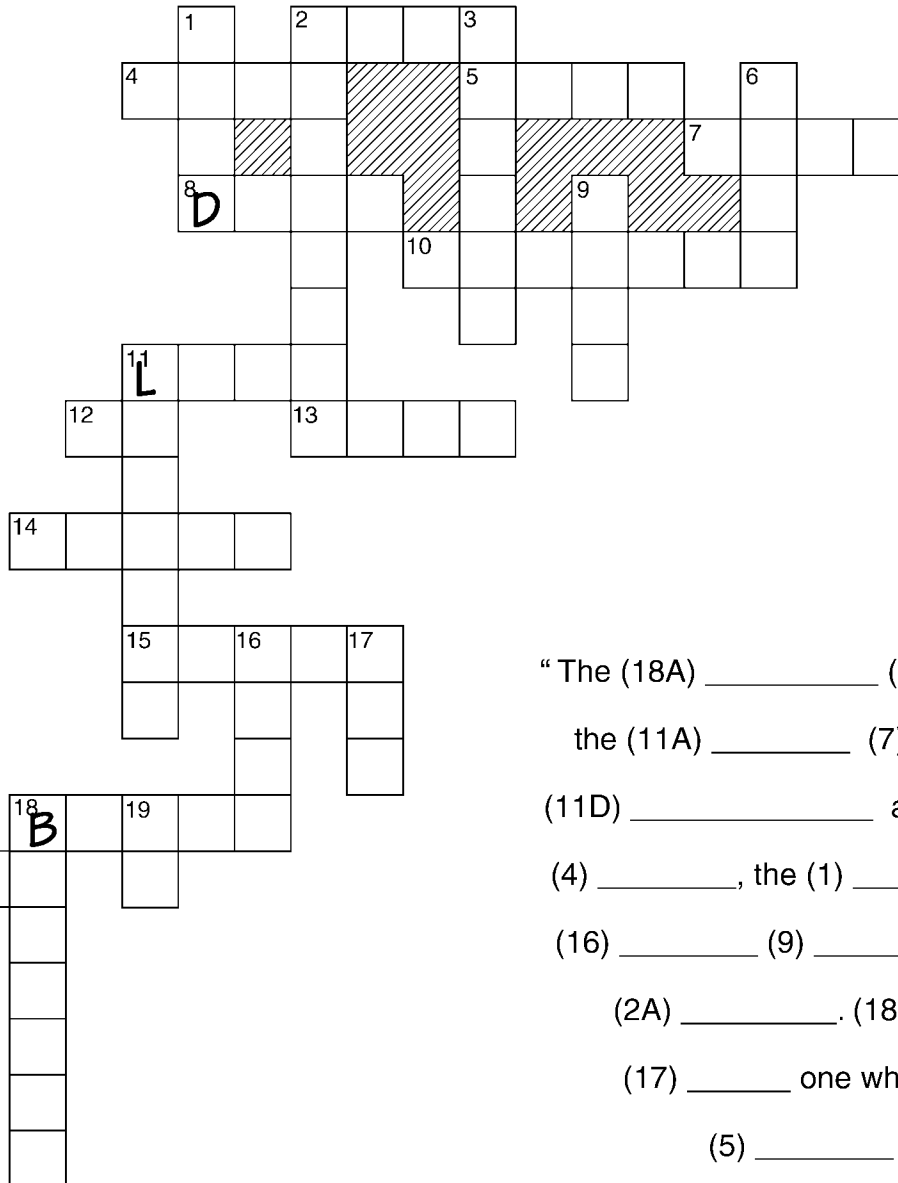 1 2 3
4 5 6
7
8 D 9
10
11 L
12 13
14
15 16 17
“ The (18A) ___________ (
the (11A) _________ (7)
(11D) ________________ a
18 B 19
(4) _________, the (1) ___
(16) _________ (9) ______
(2A) __________. (18
(17) _______ one wh
(5) _________